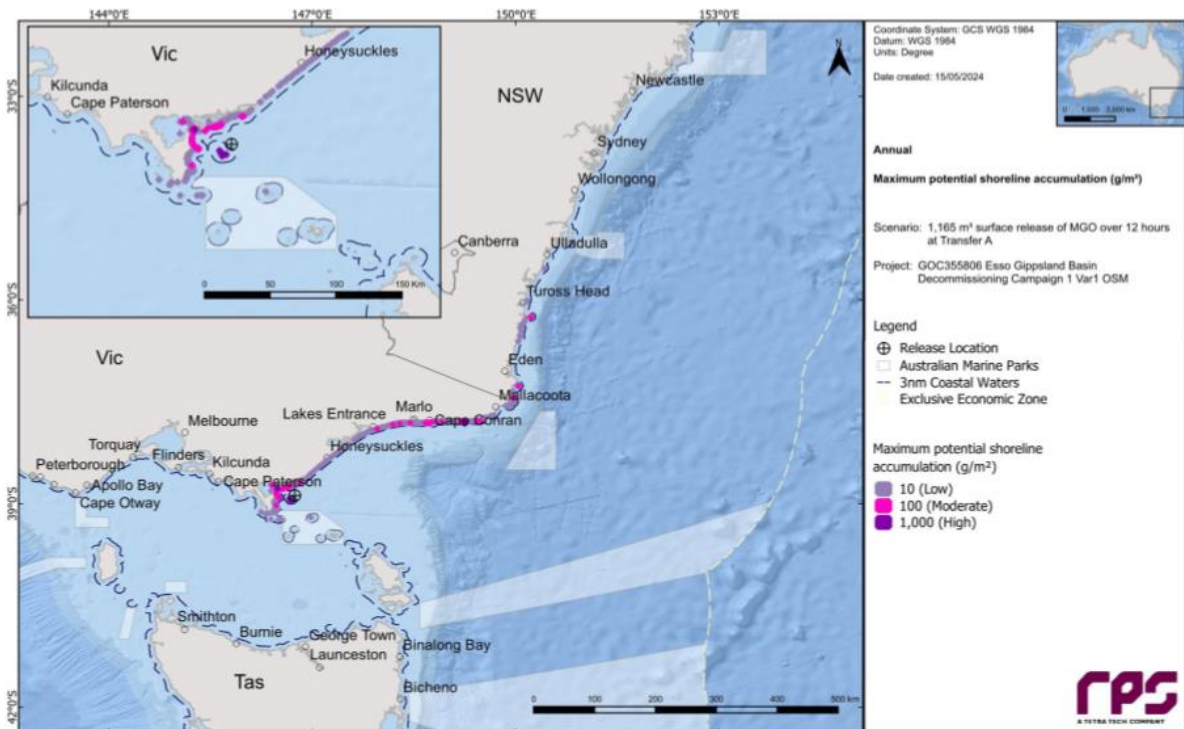 144°0'E
147°0'E
150°0'E
153°0'E
33°0'S
36°0'S
39°0'S
42°0'S
Vic
Honeysuckles
Kilcunda
Cape Paterson
0 50 100 150 Km
NSW
Newcastle
Sydney
Wollongong
Canberra
Ulladulla
Tuross Head
Vic
Eden
Mallacoota
Marlo
Lakes Entrance
Cape Conran
Melbourne
Honeysuckles
Torquay
Flinders
Kilcunda
Peterborough
Cape Paterson
Apollo Bay
Cape Otway
Smithton
Burnie
George Town
Launceston
Binalong Bay
Tas
Bicheno
0 100 200 300 400 500 km
N
Coordinate System: GCS WGS 1984
Datum: WGS 1984
Units: Degree
Date created: 15/05/2024
Annual
Maximum potential shoreline accumulation (g/m²)
Scenario: 1,165 m³ surface release of MGO over 12 hours
at Transfer A
Project: GOC355806 Esso Gippsland Basin
Decommissioning Campaign 1 Var1 OSM
Legend
Release Location
Australian Marine Parks
3nm Coastal Waters
Exclusive Economic Zone
Maximum potential shoreline
accumulation (g/m²)
10 (Low)
100 (Moderate)
1,000 (High)
rps
A TETRA TECH COMPANY